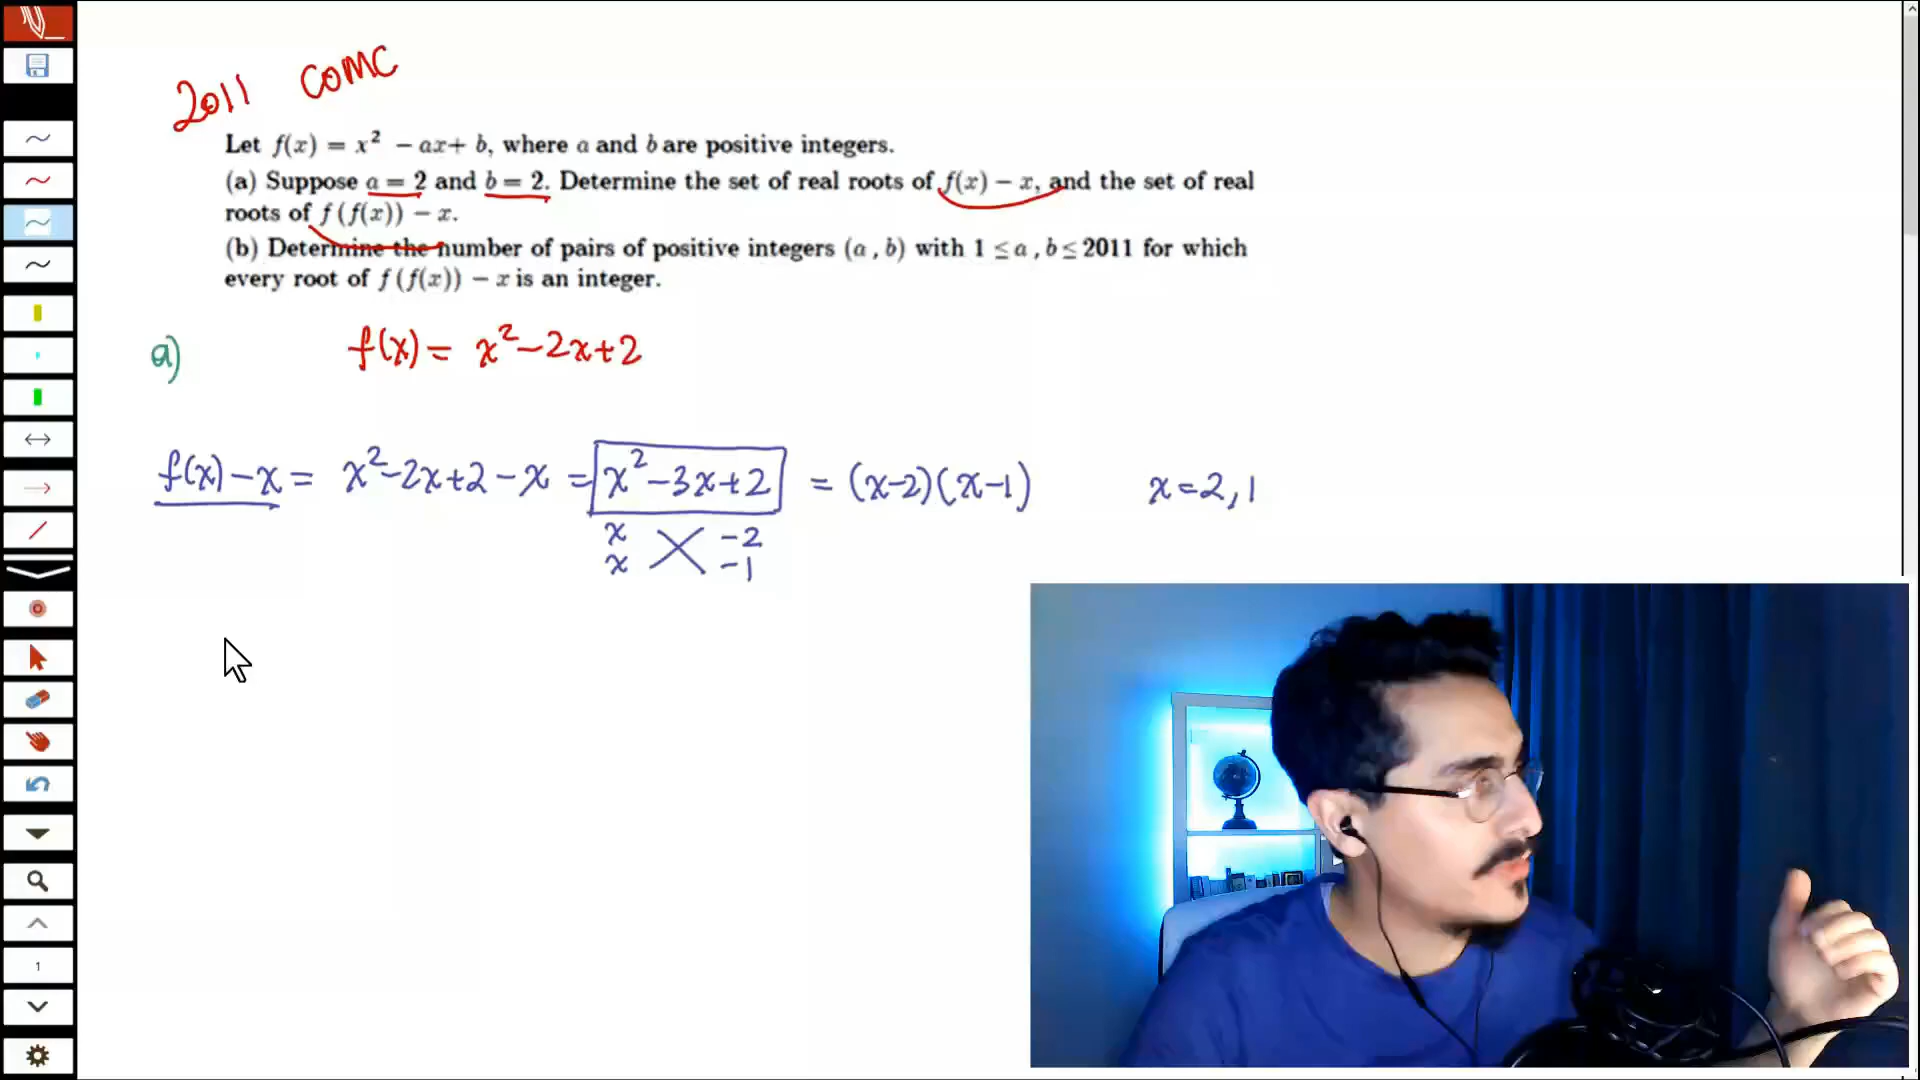 2011 COMC
Let f(x) = x² − ax + b, where a and b are positive integers.
(a) Suppose a = 2 and b = 2. Determine the set of real roots of f(x) − x, and the set of real
roots of f (f(x)) − x.
(b) Determine the number of pairs of positive integers (a , b) with 1 ≤ a , b ≤ 2011 for which
every root of f (f(x)) − x is an integer.
a) f(x) = x²−2x+2
f(x)−x = x²−2x+2−x = x²−3x+2 = (x−2)(x−1) x=2,1
x −2
x −1
1